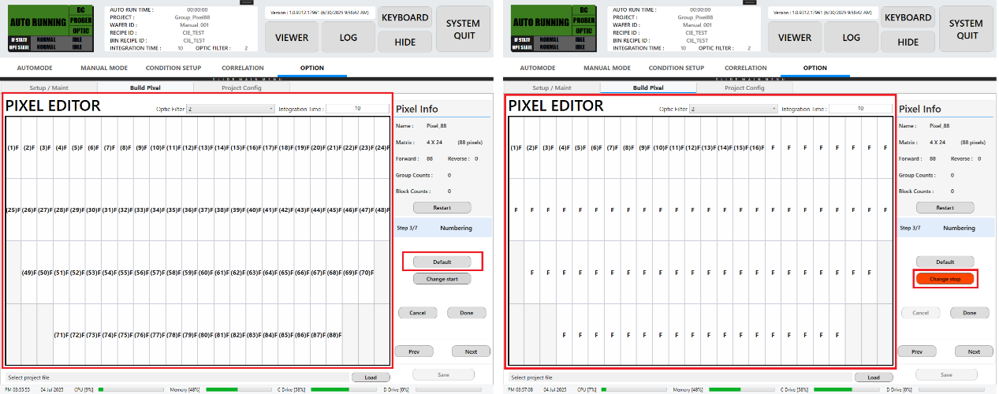 AUTO RUNNING
DC
PROBER
OPTIC
IF STATE NORMAL IDLE
OPT STATE NORMAL IDLE
AUTO RUN TIME : 00:00:00
PROJECT : Group_Pixel88
WAFER ID : Manual_001
RECIPE ID : CIE_TEST
BIN RECIPE ID : CIE_TEST
INTEGRATION TIME : 10 OPTIC FILTER : 2
Version : 1.0.9312.17961 (6/30/2025 9:58:42 AM)
VIEWER
LOG
KEYBOARD
HIDE
SYSTEM
QUIT
AUTOMODE MANUAL MODE CONDITION SETUP CORRELATION OPTION
SLIDE MAIN MENU
Setup / Maint Build Pixel Project Config
PIXEL EDITOR
Optic Filter 2 Integration Time : 10
(1)F (2)F (3)F (4)F (5)F (6)F (7)F (8)F (9)F (10)F (11)F (12)F (13)F (14)F (15)F (16)F (17)F (18)F (19)F (20)F (21)F (22)F (23)F (24)F
(25)F (26)F (27)F (28)F (29)F (30)F (31)F (32)F (33)F (34)F (35)F (36)F (37)F (38)F (39)F (40)F (41)F (42)F (43)F (44)F (45)F (46)F (47)F (48)F
(49)F (50)F (51)F (52)F (53)F (54)F (55)F (56)F (57)F (58)F (59)F (60)F (61)F (62)F (63)F (64)F (65)F (66)F (67)F (68)F (69)F (70)F
(71)F (72)F (73)F (74)F (75)F (76)F (77)F (78)F (79)F (80)F (81)F (82)F (83)F (84)F (85)F (86)F (87)F (88)F
Pixel Info
Name : Pixel_88
Matrix : 4 X 24 (88 pixels)
Forward : 88 Reverse : 0
Group Counts : 0
Block Counts : 0
Restart
Step 3/7 Numbering
Default
Change start
Cancel Done
Prev Next
Select project file Load Save
PM 03:55:55 04 Jul 2025 CPU [9%] Memory [48%] C Drive [58%] D Drive [0%]
AUTO RUNNING
DC
PROBER
OPTIC
IF STATE NORMAL IDLE
OPT STATE NORMAL IDLE
AUTO RUN TIME : 00:00:00
PROJECT : Group_Pixel88
WAFER ID : Manual_001
RECIPE ID : CIE_TEST
BIN RECIPE ID : CIE_TEST
INTEGRATION TIME : 10 OPTIC FILTER : 2
Version : 1.0.9312.17961 (6/30/2025 9:58:42 AM)
VIEWER
LOG
KEYBOARD
HIDE
SYSTEM
QUIT
AUTOMODE MANUAL MODE CONDITION SETUP CORRELATION OPTION
SLIDE MAIN MENU
Setup / Maint Build Pixel Project Config
PIXEL EDITOR
Optic Filter 2 Integration Time : 10
(1)F (2)F (3)F (4)F (5)F (6)F (7)F (8)F (9)F (10)F (11)F (12)F (13)F (14)F (15)F (16)F F F F F F F F F
F F F F F F F F F F F F F F F F F F F F F F F F
F F F F F F F F F F F F F F F F F F F F F F
F F F F F F F F F F F F F F F F F F
Pixel Info
Name : Pixel_88
Matrix : 4 X 24 (88 pixels)
Forward : 88 Reverse : 0
Group Counts : 0
Block Counts : 0
Restart
Step 3/7 Numbering
Default
Change stop
Cancel Done
Prev Next
Select project file Load Save
PM 03:57:08 04 Jul 2025 CPU [7%] Memory [48%] C Drive [58%] D Drive [0%]